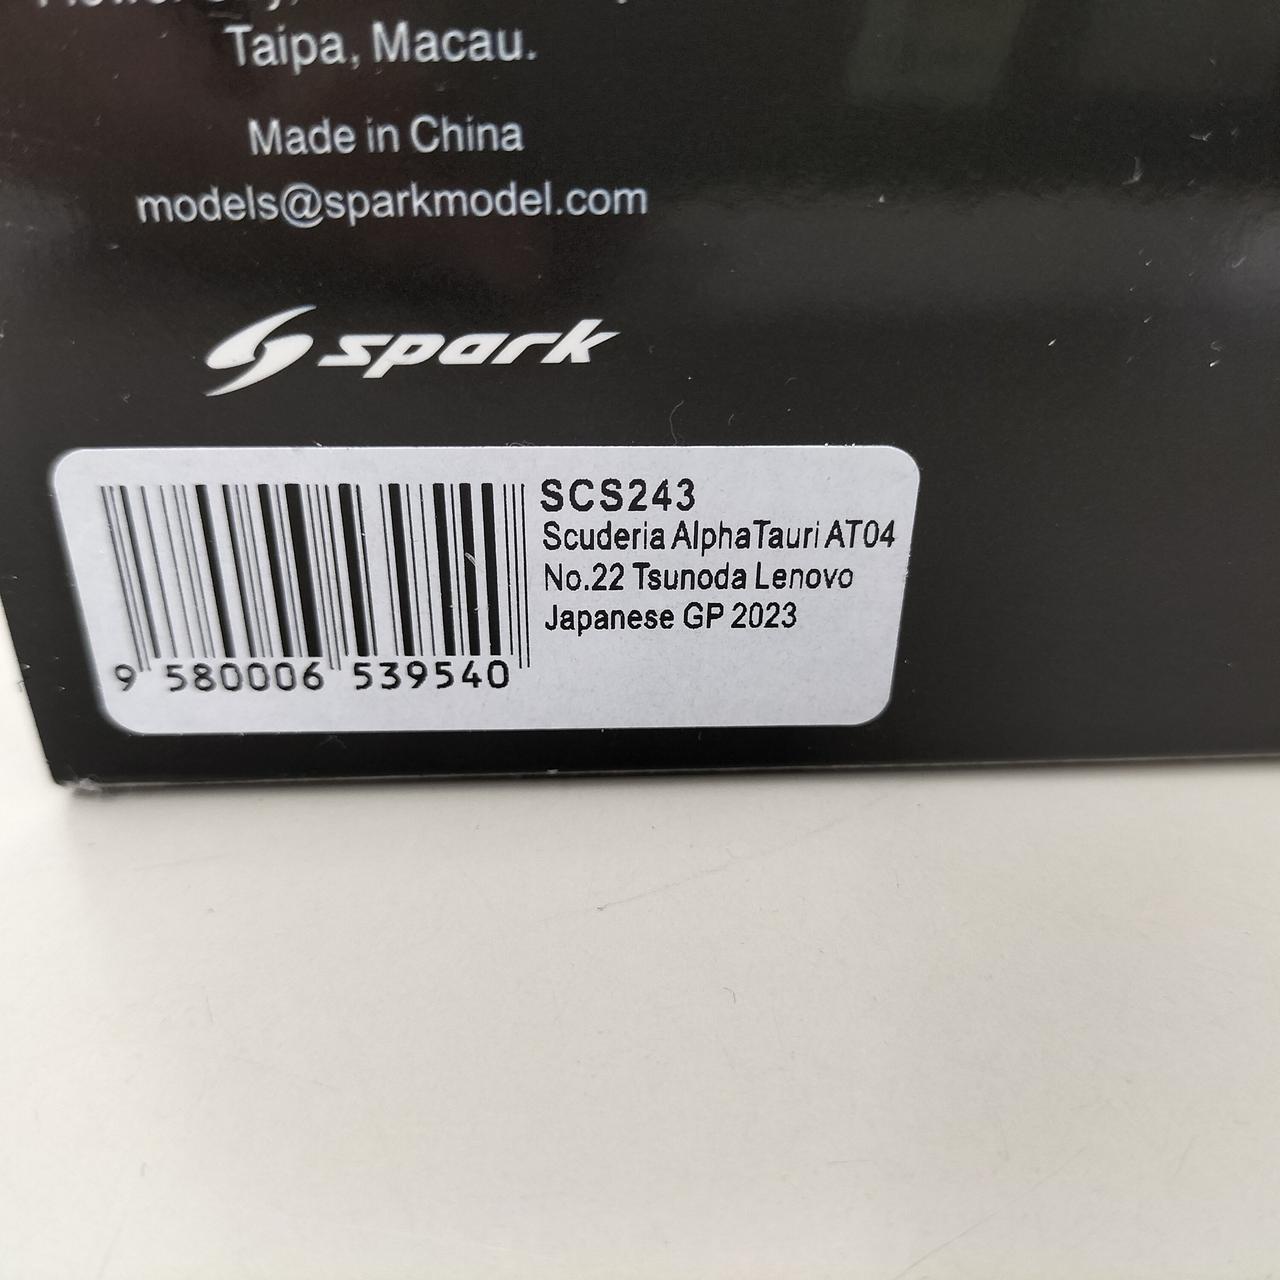 Taipa, Macau.
Made in China
models@sparkmodel.com
spark
SCS243
Scuderia AlphaTauri AT04
No.22 Tsunoda Lenovo
Japanese GP 2023
9 580006 539540